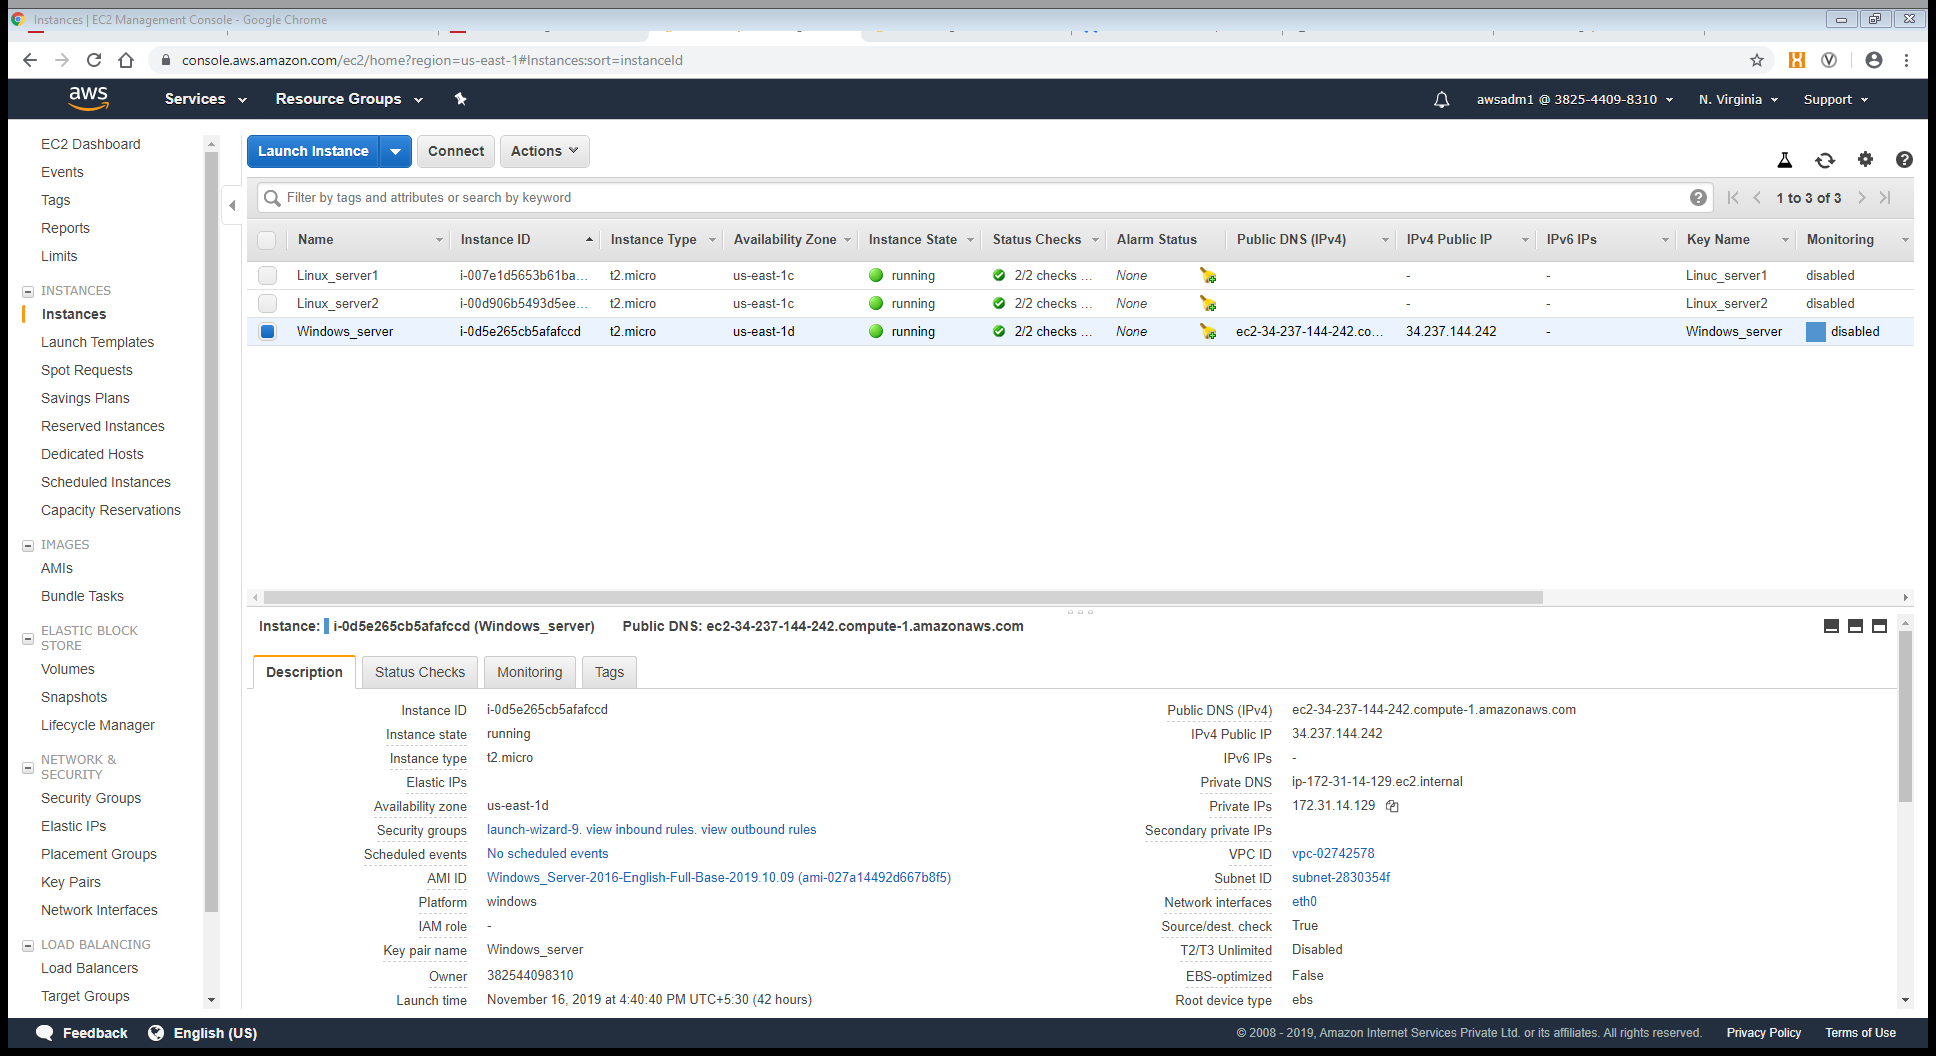 Instances | EC2 Management Console - Google Chrome
console.aws.amazon.com/ec2/home?region=us-east-1#Instances:sort=instanceId
aws Services Resource Groups awsadm1 @ 3825-4409-8310 N. Virginia Support
EC2 Dashboard
Events
Tags
Reports
Limits
INSTANCES
Instances
Launch Templates
Spot Requests
Savings Plans
Reserved Instances
Dedicated Hosts
Scheduled Instances
Capacity Reservations
IMAGES
AMIs
Bundle Tasks
ELASTIC BLOCK
STORE
Volumes
Snapshots
Lifecycle Manager
NETWORK &
SECURITY
Security Groups
Elastic IPs
Placement Groups
Key Pairs
Network Interfaces
LOAD BALANCING
Load Balancers
Target Groups
Launch Instance Connect Actions
Filter by tags and attributes or search by keyword 1 to 3 of 3
Name Instance ID Instance Type Availability Zone Instance State Status Checks Alarm Status Public DNS (IPv4) IPv4 Public IP IPv6 IPs Key Name Monitoring
Linux_server1 i-007e1d5653b61ba... t2.micro us-east-1c running 2/2 checks ... None - - Linuc_server1 disabled
Linux_server2 i-00d906b5493d5ee... t2.micro us-east-1c running 2/2 checks ... None - - Linux_server2 disabled
Windows_server i-0d5e265cb5afafccd t2.micro us-east-1d running 2/2 checks ... None ec2-34-237-144-242.co... 34.237.144.242 - Windows_server disabled
Instance: i-0d5e265cb5afafccd (Windows_server) Public DNS: ec2-34-237-144-242.compute-1.amazonaws.com
Description Status Checks Monitoring Tags
Instance ID i-0d5e265cb5afafccd Public DNS (IPv4) ec2-34-237-144-242.compute-1.amazonaws.com
Instance state running IPv4 Public IP 34.237.144.242
Instance type t2.micro IPv6 IPs -
Elastic IPs Private DNS ip-172-31-14-129.ec2.internal
Availability zone us-east-1d Private IPs 172.31.14.129
Security groups launch-wizard-9. view inbound rules. view outbound rules Secondary private IPs
Scheduled events No scheduled events VPC ID vpc-02742578
AMI ID Windows_Server-2016-English-Full-Base-2019.10.09 (ami-027a14492d667b8f5) Subnet ID subnet-2830354f
Platform windows Network interfaces eth0
IAM role - Source/dest. check True
Key pair name Windows_server T2/T3 Unlimited Disabled
Owner 382544098310 EBS-optimized False
Launch time November 16, 2019 at 4:40:40 PM UTC+5:30 (42 hours) Root device type ebs
Feedback English (US) © 2008 - 2019, Amazon Internet Services Private Ltd. or its affiliates. All rights reserved. Privacy Policy Terms of Use